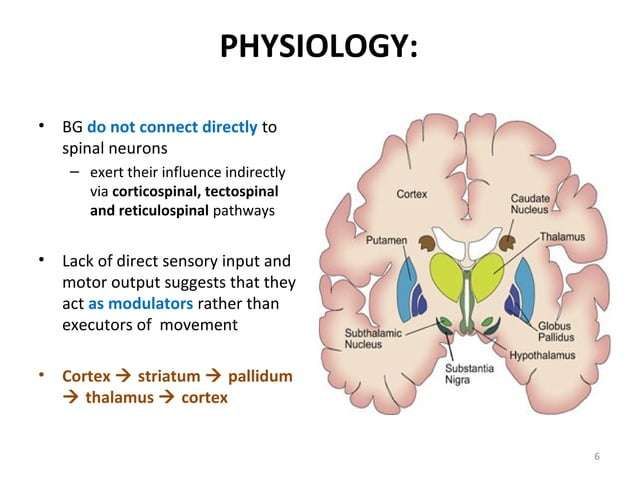 PHYSIOLOGY:
• BG do not connect directly to
spinal neurons
– exert their influence indirectly
via corticospinal, tectospinal
and reticulospinal pathways
• Lack of direct sensory input and
motor output suggests that they
act as modulators rather than
executors of movement
• Cortex → striatum → pallidum
→ thalamus → cortex
Cortex
Caudate
Nucleus
Putamen
Thalamus
Globus
Pallidus
Subthalamic
Nucleus
Hypothalamus
Substantia
Nigra
6